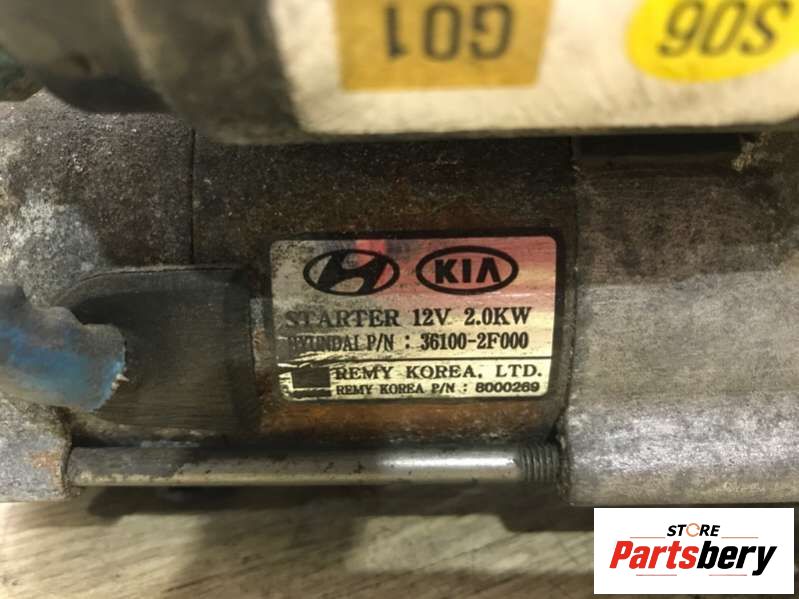 G01
S06
KIA
STARTER 12V 2.0KW
HYUNDAI P/N : 36100-2F000
REMY KOREA, LTD.
REMY KOREA P/N : 8000269
STORE
Partsbery